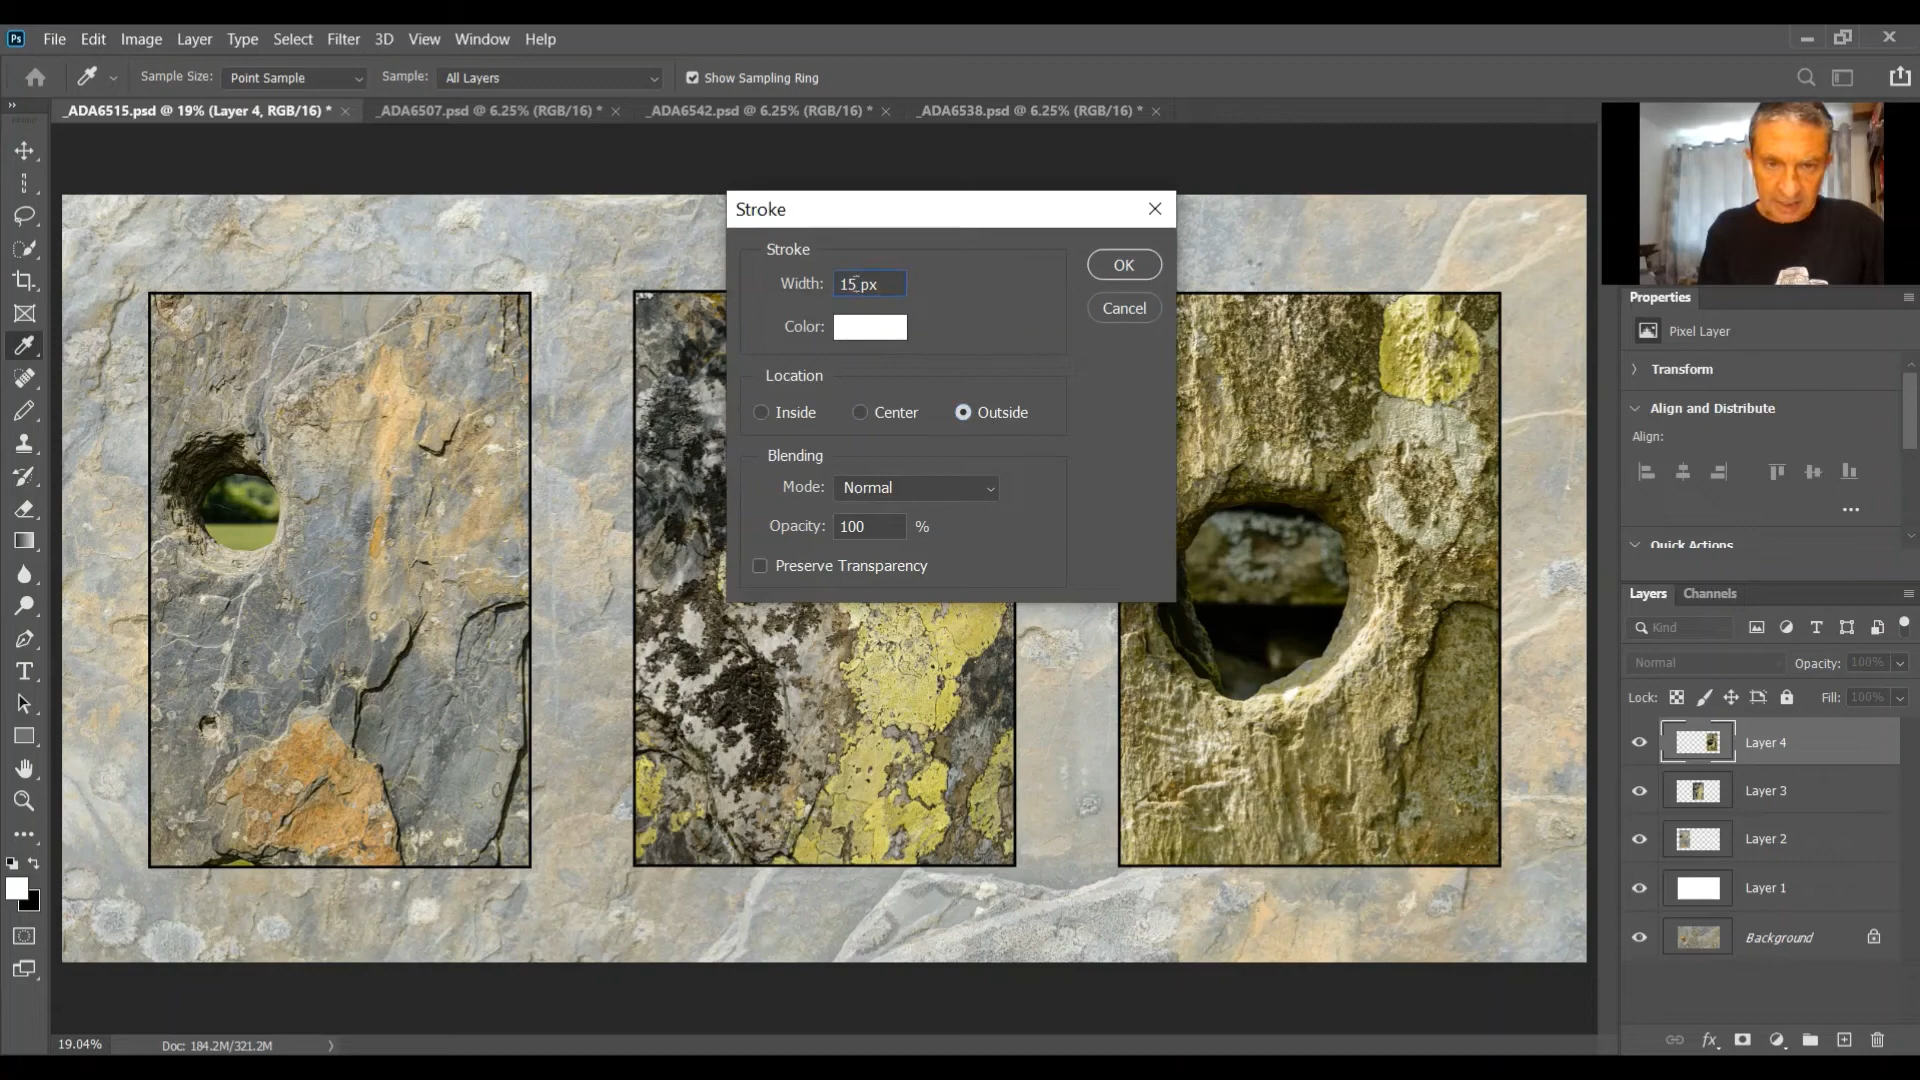 Ps File Edit Image Layer Type Select Filter 3D View Window Help
Sample Size: Point Sample Sample: All Layers Show Sampling Ring
_ADA6515.psd @ 19% (Layer 4, RGB/16) * _ADA6507.psd @ 6.25% (RGB/16) * _ADA6542.psd @ 6.25% (RGB/16) * _ADA6538.psd @ 6.25% (RGB/16) *
Stroke
Stroke
OK
Width: 15 px
Cancel
Color:
Location
Inside Center Outside
Blending
Mode: Normal
Opacity: 100 %
Preserve Transparency
Properties
Pixel Layer
Transform
Align and Distribute
Align:
Quick Actions
Layers Channels
Kind
Normal Opacity: 100%
Lock: Fill: 100%
Layer 4
Layer 3
Layer 2
Layer 1
Background
fx
19.04% Doc: 184.2M/321.2M